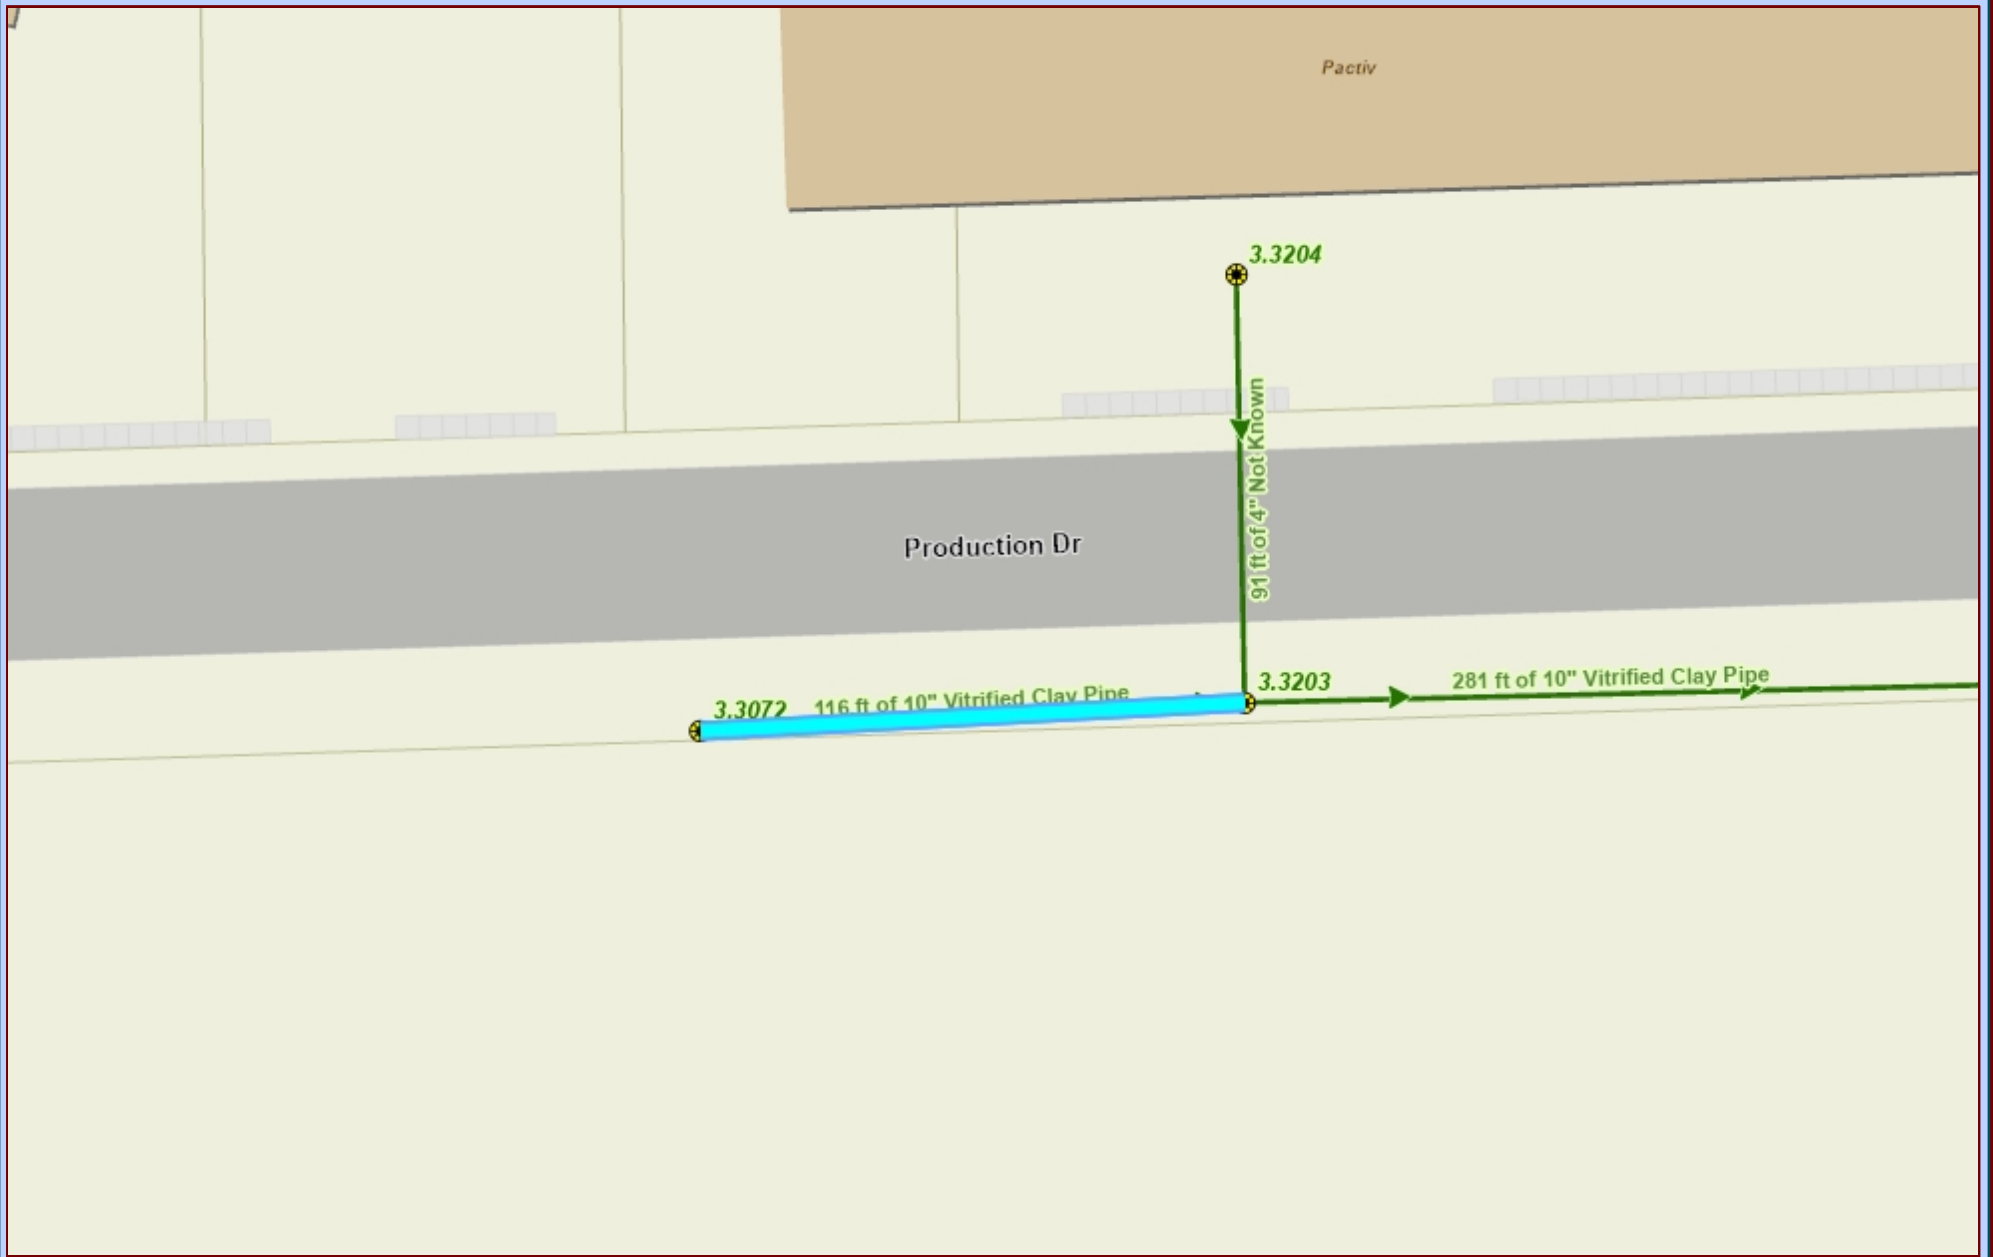 Pactiv
3.3204
91 ft of 4" Not Known
Production Dr
3.3203
281 ft of 10" Vitrified Clay Pipe
3.3072
116 ft of 10" Vitrified Clay Pipe